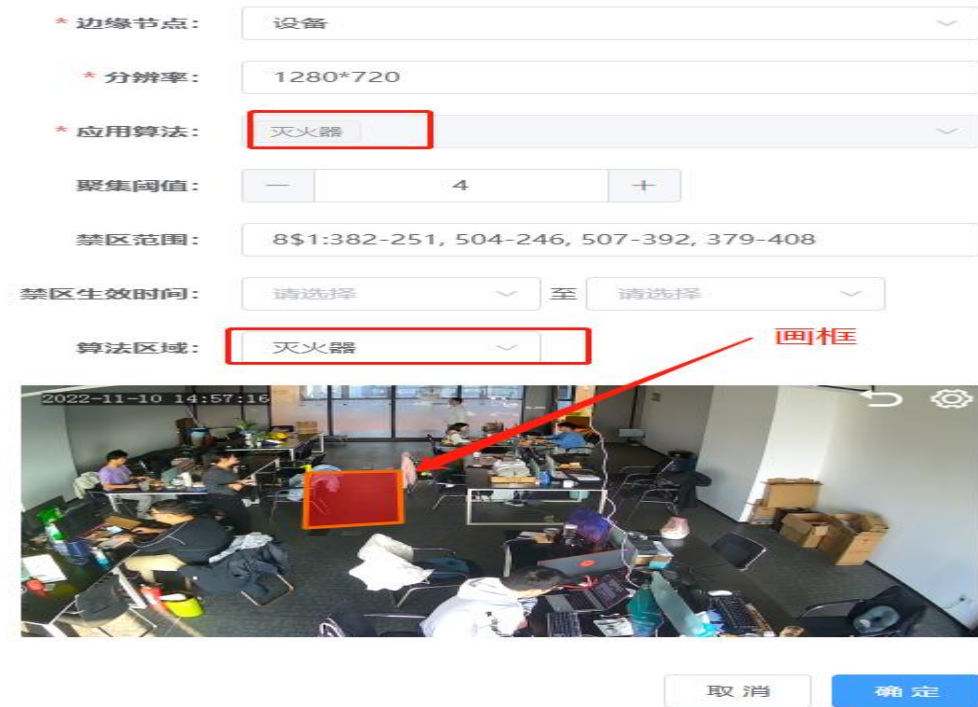 * 边缘节点: 设备
* 分辨率: 1280*720
* 应用算法: 灭火器
聚集阈值: — 4 +
禁区范围: 8$1:382-251, 504-246, 507-392, 379-408
禁区生效时间: 请选择 至 请选择
算法区域: 灭火器
画框
2022-11-10 14:57:16
取消 确定